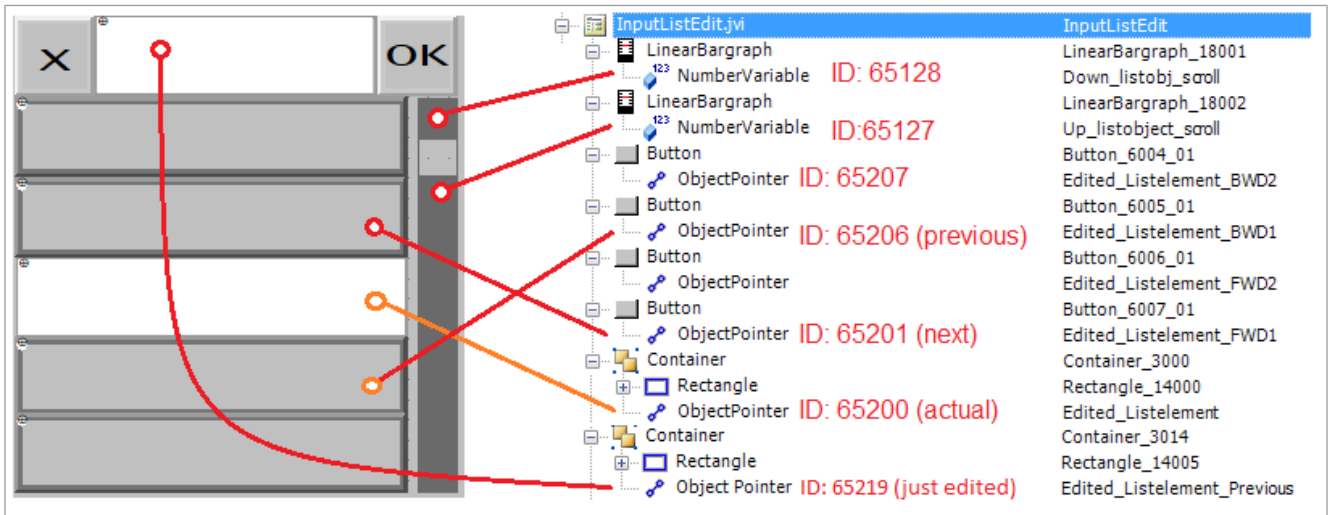 X
OK
InputListEdit.jvi InputListEdit
LinearBargraph LinearBargraph_18001
123 NumberVariable ID: 65128 Down_listobj_scroll
LinearBargraph LinearBargraph_18002
123 NumberVariable ID:65127 Up_listobject_scroll
Button Button_6004_01
ObjectPointer ID: 65207 Edited_Listelement_BWD2
Button Button_6005_01
ObjectPointer ID: 65206 (previous) Edited_Listelement_BWD1
Button Button_6006_01
ObjectPointer Edited_Listelement_FWD2
Button Button_6007_01
ObjectPointer ID: 65201 (next) Edited_Listelement_FWD1
Container Container_3000
Rectangle Rectangle_14000
ObjectPointer ID: 65200 (actual) Edited_Listelement
Container Container_3014
Rectangle Rectangle_14005
Object Pointer ID: 65219 (just edited) Edited_Listelement_Previous